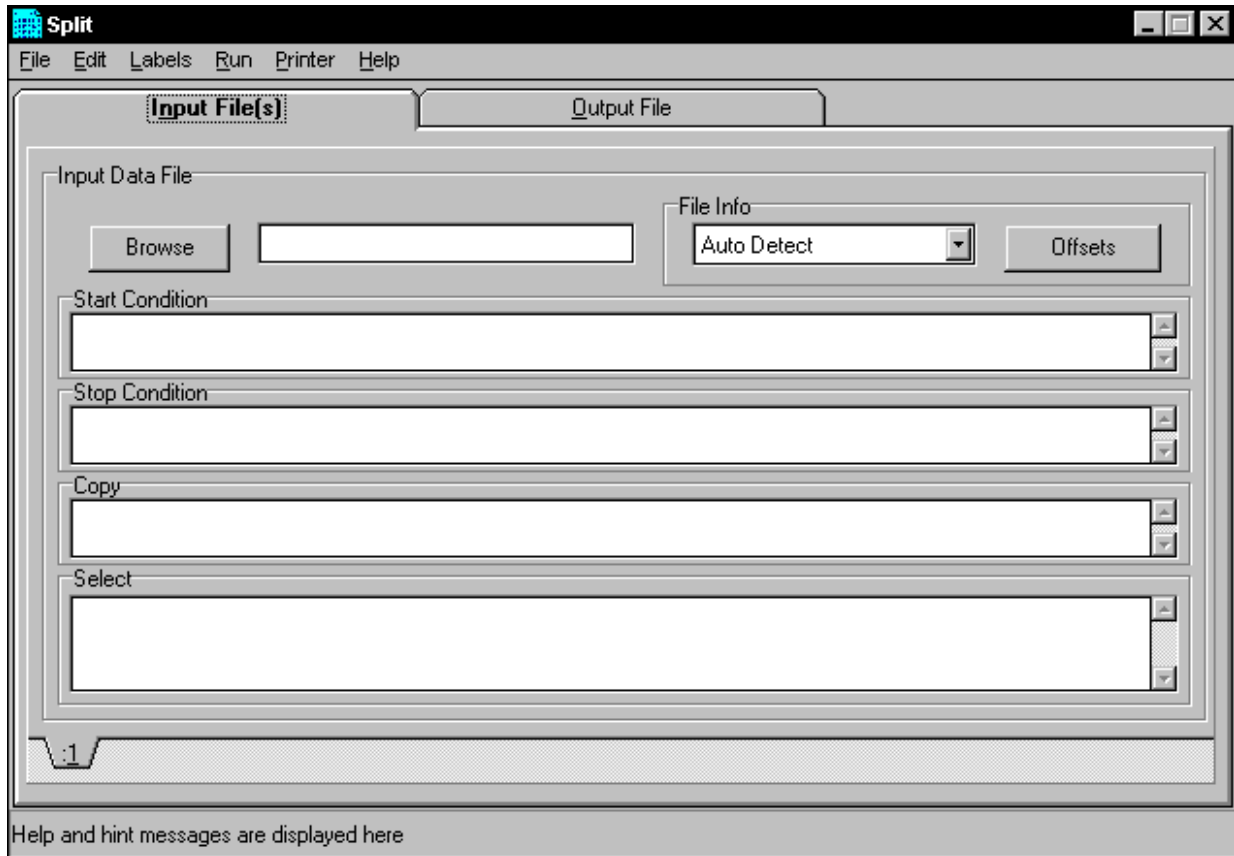 Split
File Edit Labels Run Printer Help
Input File(s) Output File
Input Data File
File Info
Browse Auto Detect Offsets
Start Condition
Stop Condition
Copy
Select
:1
Help and hint messages are displayed here